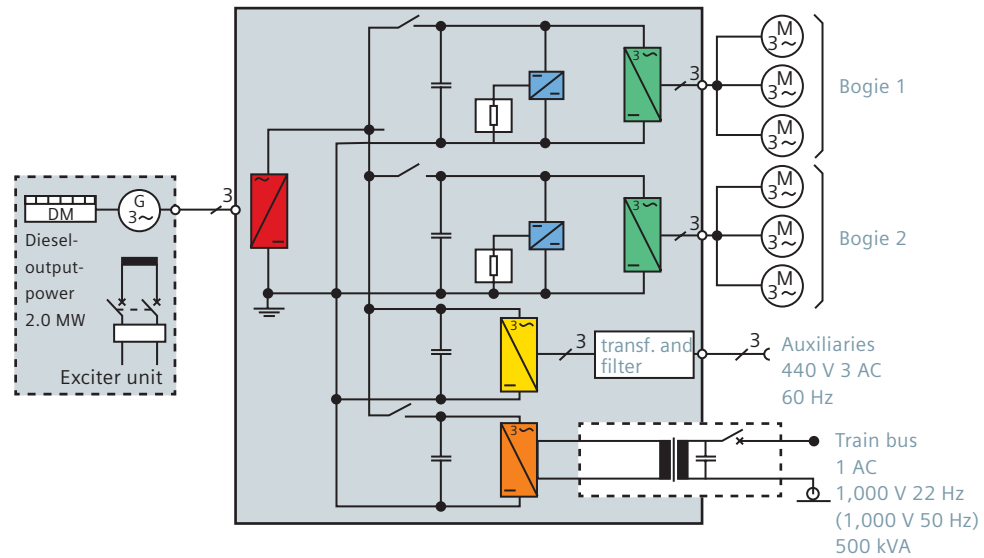 M
3~
M
3~
M
3~
Bogie 1
3~
3
M
3~
M
3~
M
3~
Bogie 2
3~
3
DM
G
3~
3
~
Diesel-
output-
power
2.0 MW
Exciter unit
3~
3
transf. and
filter
3
Auxiliaries
440 V 3 AC
60 Hz
3~
Train bus
1 AC
1,000 V 22 Hz
(1,000 V 50 Hz)
500 kVA